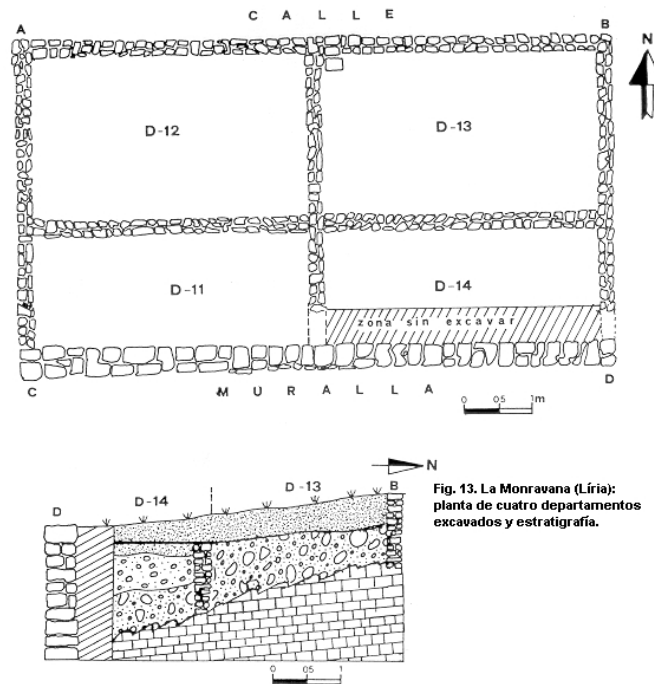 C A L L E
A
B
N
D-12
D-13
D-11
D-14
zona sin excavar
C
M U R A L L A
D
0 05 1m
N
D-14
D-13
B
D
Fig. 13. La Monravana (Llíria):
planta de cuatro departamentos
excavados y estratigrafía.
0 05 1